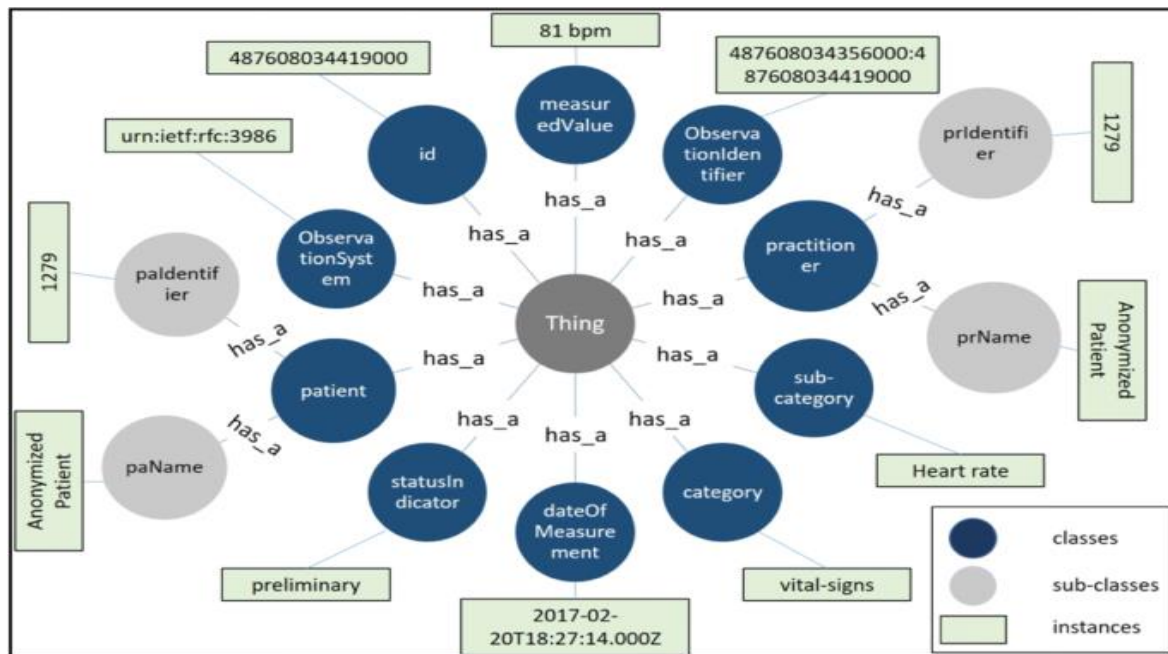 81 bpm
487608034419000
487608034356000:4
87608034419000
measur
edValue
1279
prIdentifi
er
urn:ietf:rfc:3986
id
Observa
tionIden
tifier
has_a
has_a
has_a
has_a
practition
er
1279
paIdentif
ier
Observa
tionSyst
em
has_a
has_a
has_a
Thing
has_a
prName
Anonymized
Patient
has_a
has_a
has_a
patient
sub-
category
has_a
has_a
has_a
has_a
Anonymized
Patient
paName
statusIn
dicator
dateOf
Measure
ment
category
Heart rate
classes
preliminary
vital-signs
sub-classes
2017-02-
20T18:27:14.000Z
instances